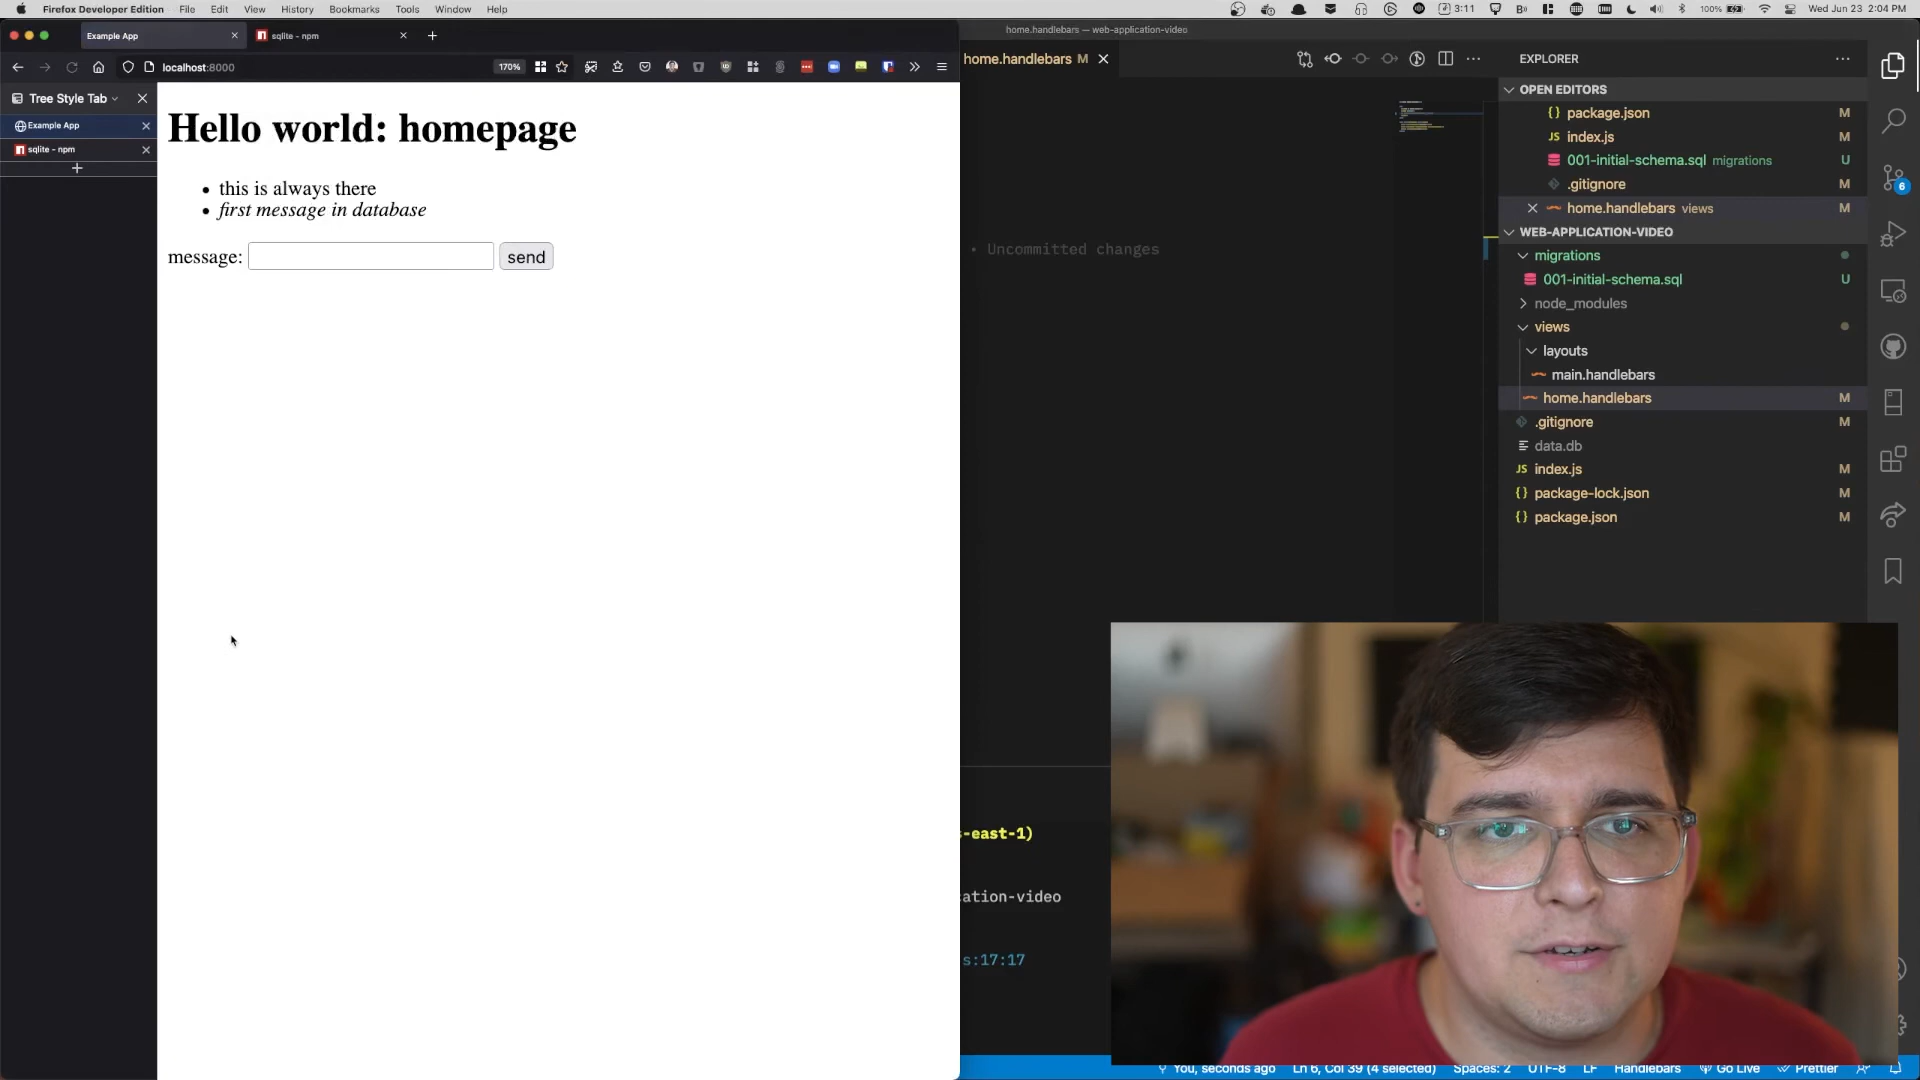 Firefox Developer Edition File Edit View History Bookmarks Tools Window Help
3:11 100% Wed Jun 23 2:04 PM
Example App
sqlite - npm
home.handlebars — web-application-video
localhost:8000
170%
home.handlebars M
EXPLORER
Tree Style Tab
Example App
sqlite - npm
Hello world: homepage
• this is always there
• first message in database
message: send
• Uncommitted changes
OPEN EDITORS
package.json M
index.js M
001-initial-schema.sql migrations U
.gitignore M
home.handlebars views M
WEB-APPLICATION-VIDEO
migrations
001-initial-schema.sql U
node_modules
views
layouts
main.handlebars
home.handlebars M
.gitignore M
data.db
index.js M
package-lock.json M
package.json M
6
s-east-1)
cation-video
s:17:17
You, seconds ago Ln 6, Col 39 (4 selected) Spaces: 2 UTF-8 LF Handlebars Go Live Prettier